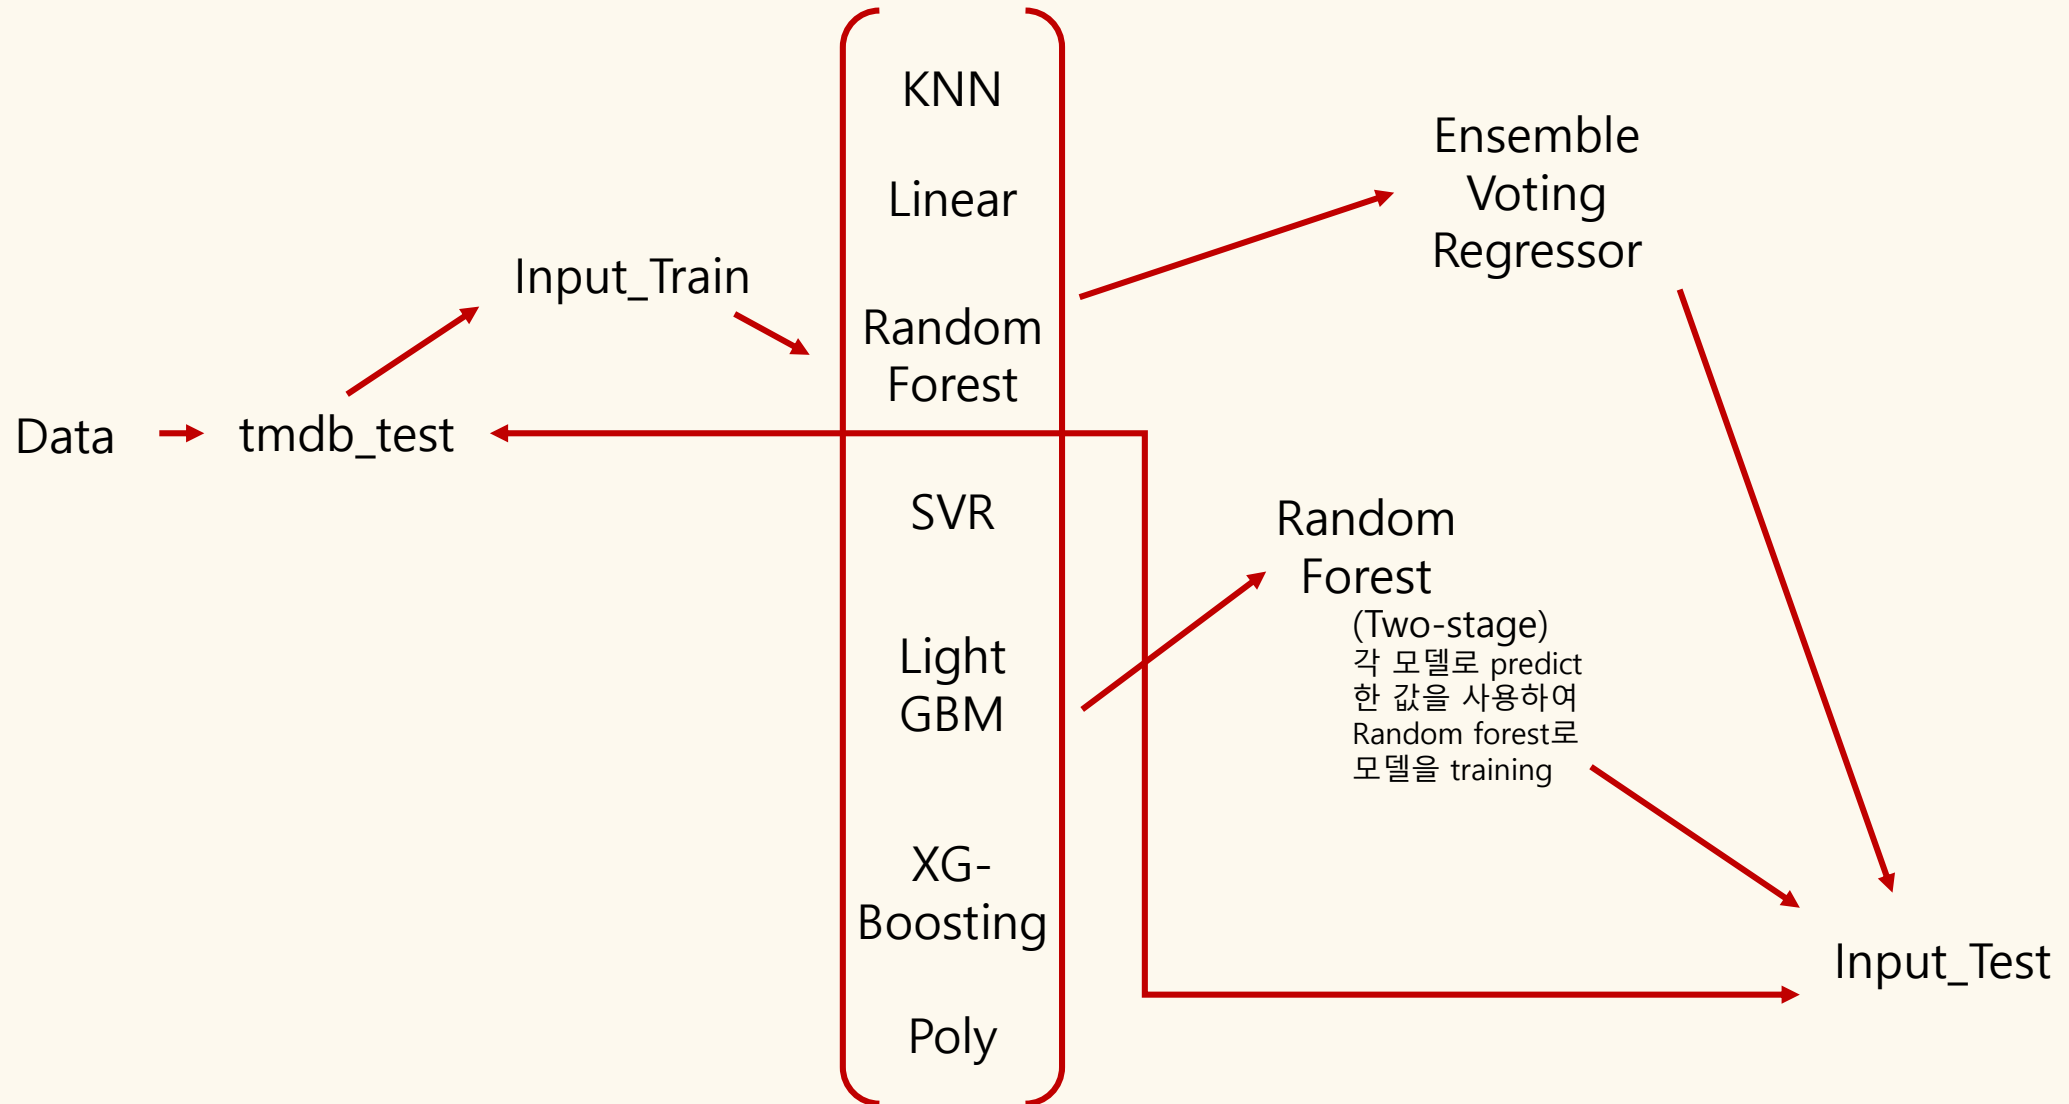 Data
tmdb_test
Input_Train
KNN
Linear
Random
Forest
SVR
Light
GBM
XG-
Boosting
Poly
Ensemble
Voting
Regressor
Random
Forest
(Two-stage)
각 모델로 predict
한 값을 사용하여
Random forest로
모델을 training
Input_Test